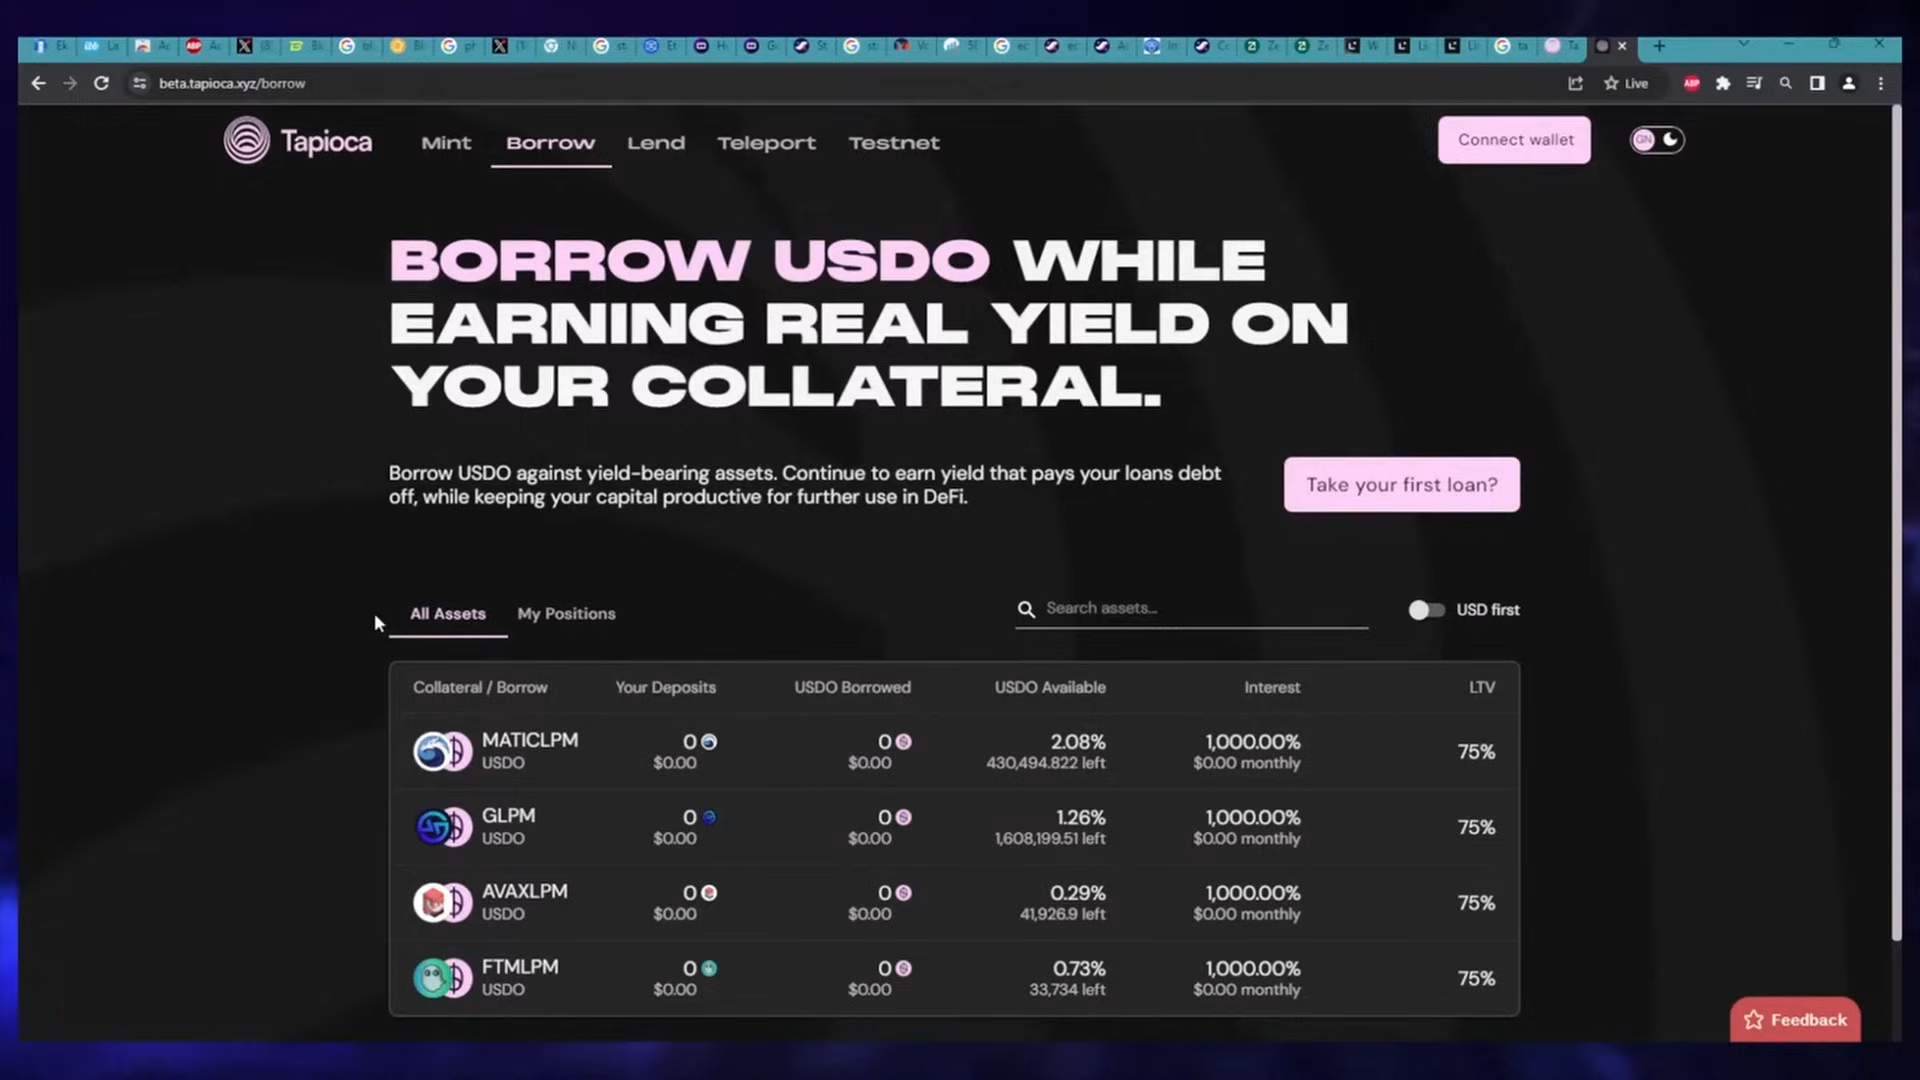 beta.tapioca.xyz/borrow
Live
ABP
Tapioca
Mint
Borrow
Lend
Teleport
Testnet
Connect wallet
ON
BORROW USDO WHILE
EARNING REAL YIELD ON
YOUR COLLATERAL.
Borrow USDO against yield-bearing assets. Continue to earn yield that pays your loans debt
off, while keeping your capital productive for further use in DeFi.
Take your first loan?
All Assets
My Positions
Search assets...
USD first
Collateral / Borrow
Your Deposits
USDO Borrowed
USDO Available
Interest
LTV
MATICLPM
USDO
0
$0.00
0
$0.00
2.08%
430,494.822 left
1,000.00%
$0.00 monthly
75%
GLPM
USDO
0
$0.00
0
$0.00
1.26%
1,608,199.51 left
1,000.00%
$0.00 monthly
75%
AVAXLPM
USDO
0
$0.00
0
$0.00
0.29%
41,926.9 left
1,000.00%
$0.00 monthly
75%
FTMLPM
USDO
0
$0.00
0
$0.00
0.73%
33,734 left
1,000.00%
$0.00 monthly
75%
Feedback